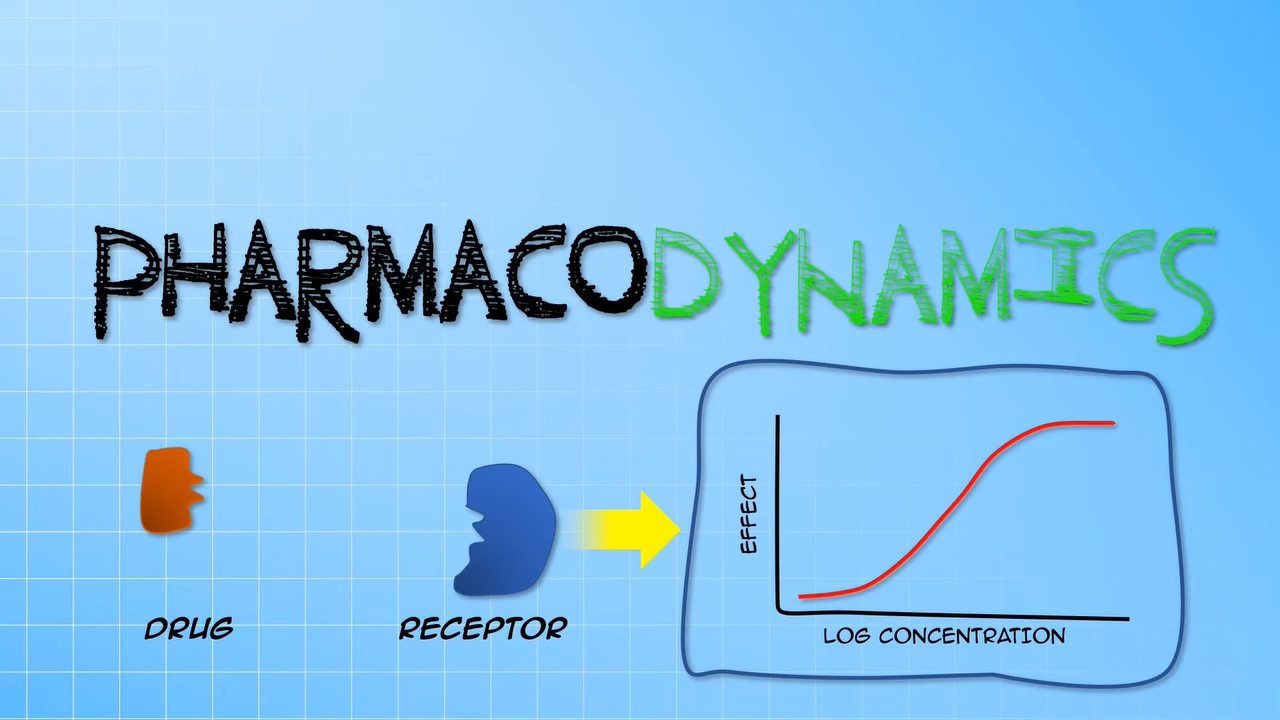 PHARMACODYNAMICS
DRUG
RECEPTOR
EFFECT
LOG CONCENTRATION